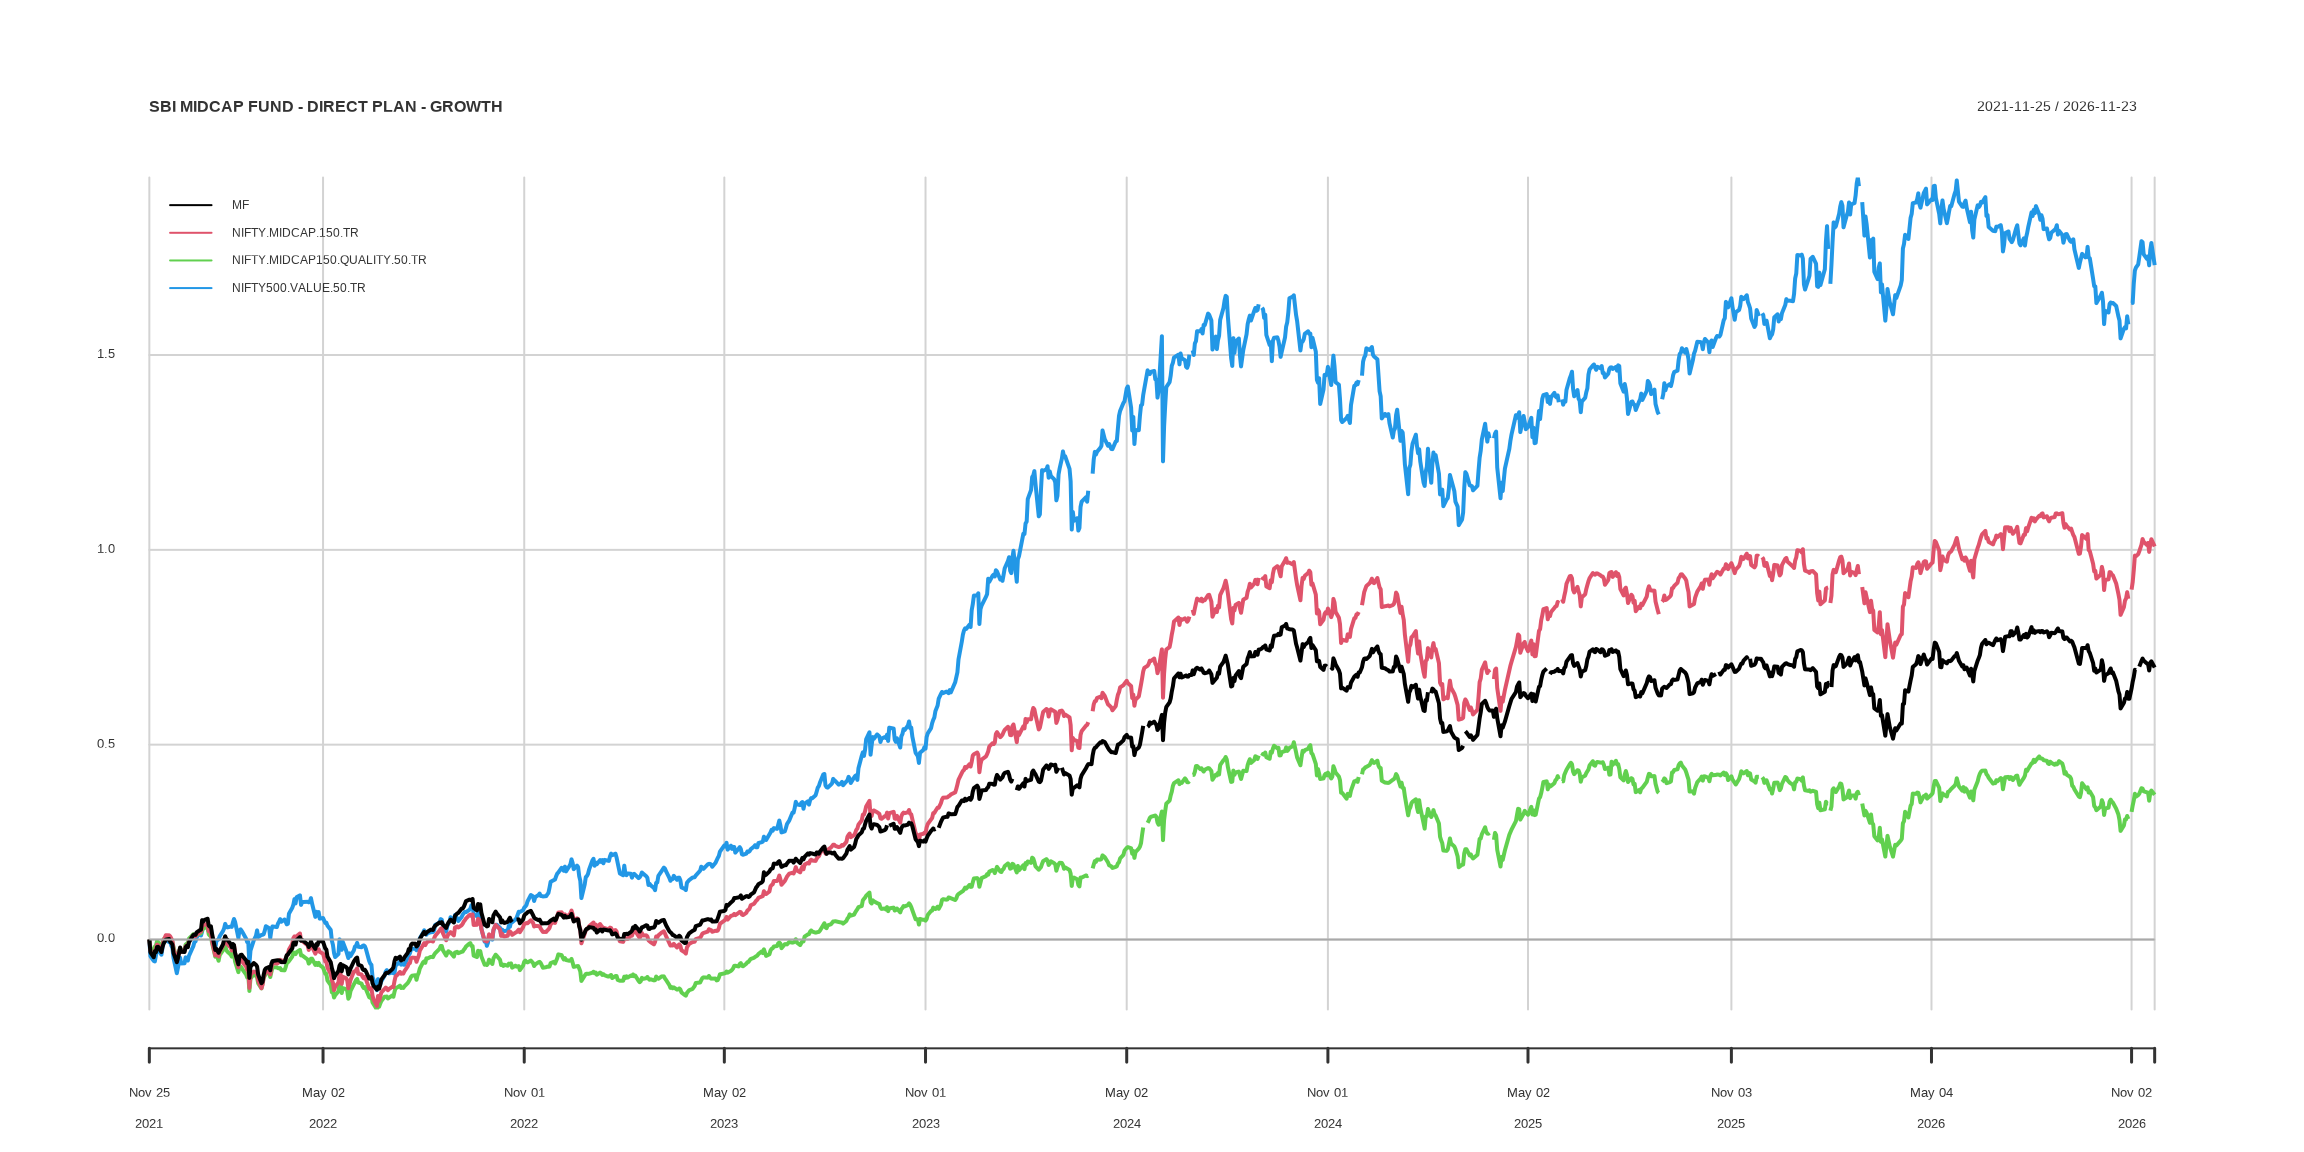 SBI MIDCAP FUND - DIRECT PLAN - GROWTH
2021-11-25 / 2026-11-23
MF
NIFTY.MIDCAP.150.TR
NIFTY.MIDCAP150.QUALITY.50.TR
NIFTY500.VALUE.50.TR
1.5
1.0
0.5
0.0
Nov 25 May 02 Nov 01 May 02 Nov 01 May 02 Nov 01 May 02 Nov 03 May 04 Nov 02
2021 2022 2022 2023 2023 2024 2024 2025 2025 2026 2026